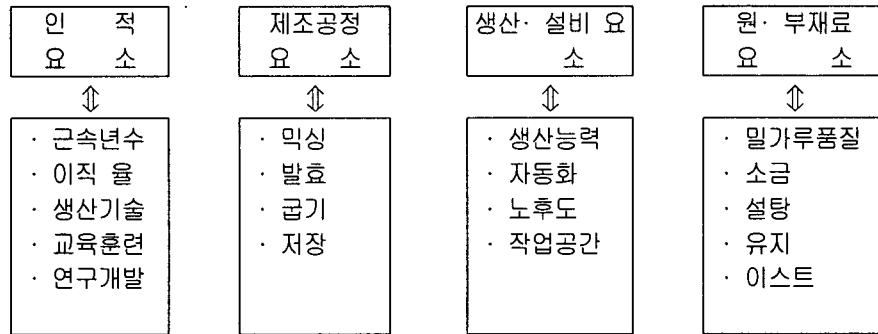 인 적
요 소
⇕
· 근속년수
· 이직 율
· 생산기술
· 교육훈련
· 연구개발
제조공정
요 소
⇕
· 믹싱
· 발효
· 굽기
· 저장
생산· 설비 요
소
⇕
· 생산능력
· 자동화
· 노후도
· 작업공간
원· 부재료
요 소
⇕
· 밀가루품질
· 소금
· 설탕
· 유지
· 이스트